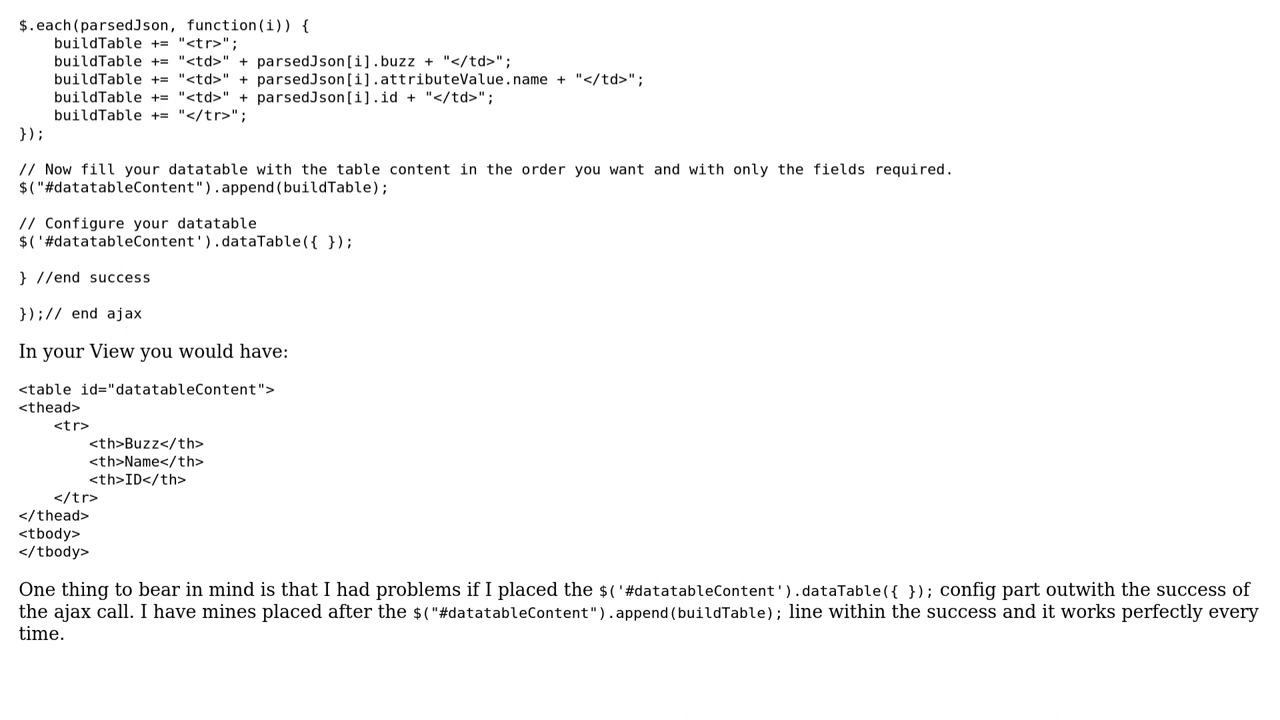 $.each(parsedJson, function(i)) {
    buildTable += "<tr>";
    buildTable += "<td>" + parsedJson[i].buzz + "</td>";
    buildTable += "<td>" + parsedJson[i].attributeValue.name + "</td>";
    buildTable += "<td>" + parsedJson[i].id + "</td>";
    buildTable += "</tr>";
});

// Now fill your datatable with the table content in the order you want and with only the fields required.
$("#datatableContent").append(buildTable);

// Configure your datatable
$('#datatableContent').dataTable({ });

} //end success

});// end ajax

In your View you would have:

<table id="datatableContent">
<thead>
    <tr>
        <th>Buzz</th>
        <th>Name</th>
        <th>ID</th>
    </tr>
</thead>
<tbody>
</tbody>

One thing to bear in mind is that I had problems if I placed the $('#datatableContent').dataTable({ }); config part outwith the success of
the ajax call. I have mines placed after the $("#datatableContent").append(buildTable); line within the success and it works perfectly every
time.